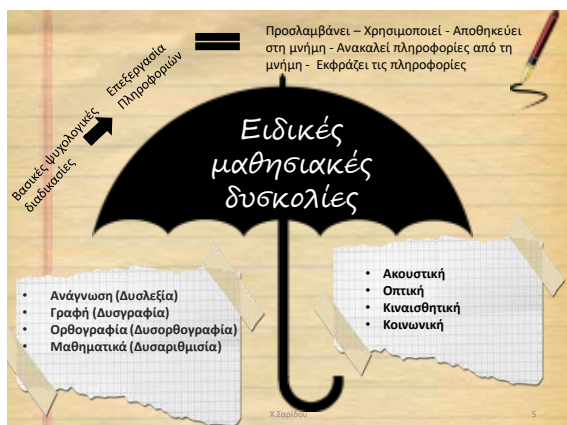 Προσλαμβάνει – Χρησιμοποιεί - Αποθηκεύει
στη μνήμη - Ανακαλεί πληροφορίες από τη
μνήμη -  Εκφράζει τις πληροφορίες
Επεξεργασία
Πληροφοριών
Βασικές ψυχολογικές
διαδικασίες
Ειδικές
μαθησιακές
δυσκολίες
• Ανάγνωση (Δυσλεξία)
• Γραφή (Δυσγραφία)
• Ορθογραφία (Δυσορθογραφία)
• Μαθηματικά (Δυσαριθμισία)
• Ακουστική
• Οπτική
• Κιναισθητική
• Κοινωνική
Χ.Σαρίδου
5